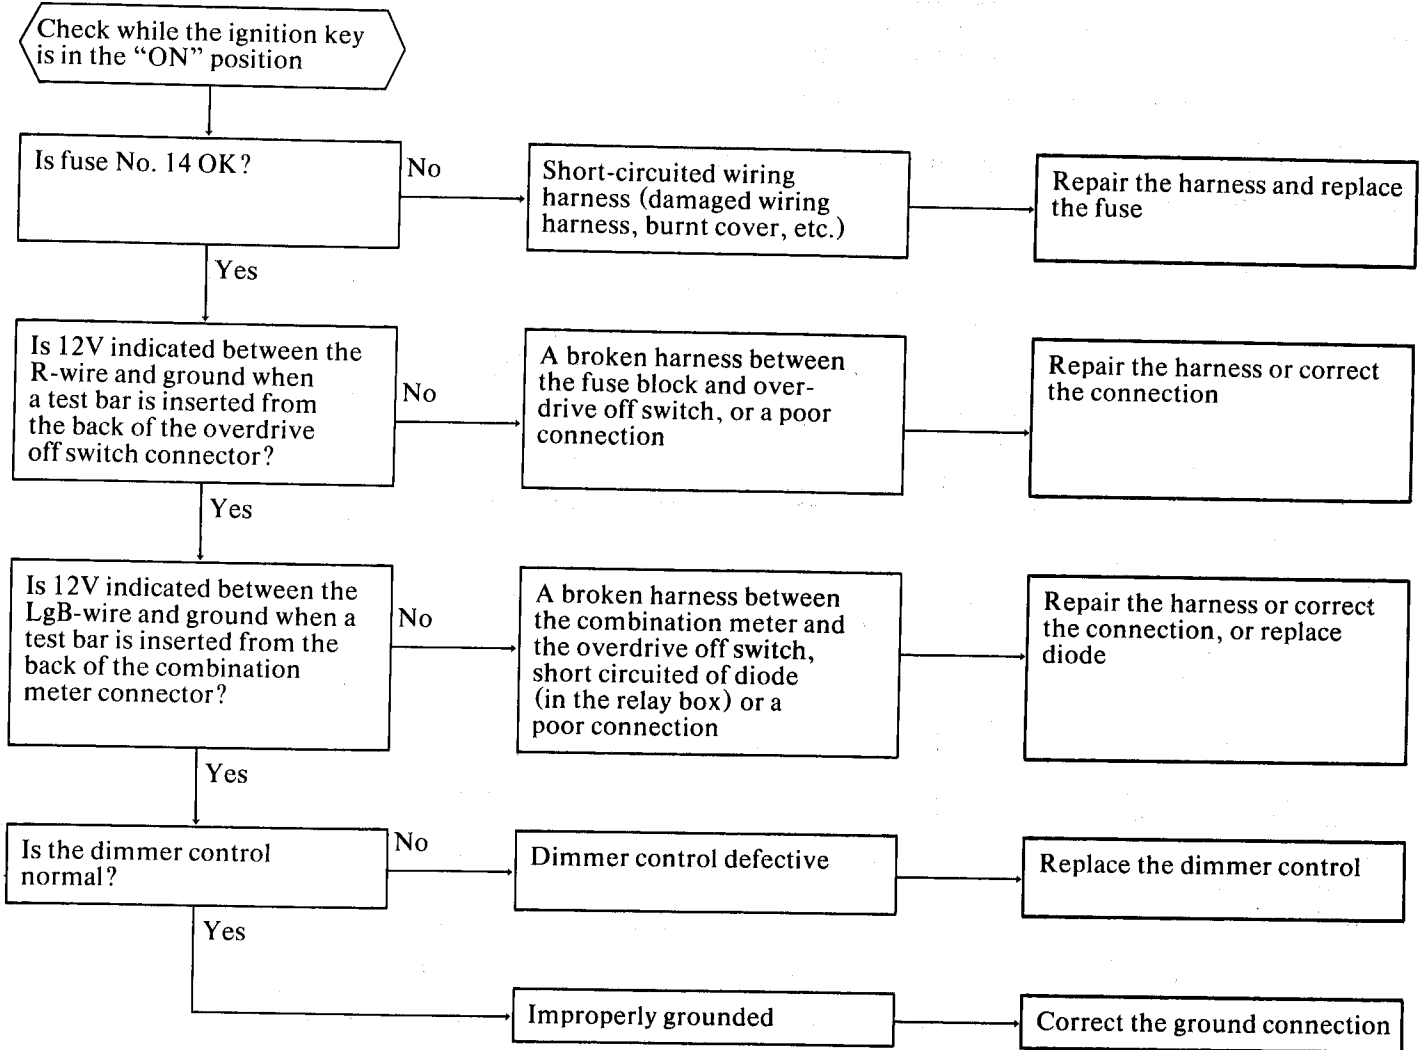 Check while the ignition key
is in the “ON” position
Is fuse No. 14 OK?
No
Short-circuited wiring
harness (damaged wiring
harness, burnt cover, etc.)
Repair the harness and replace
the fuse
Yes
Is 12V indicated between the
R-wire and ground when
a test bar is inserted from
the back of the overdrive
off switch connector?
No
A broken harness between
the fuse block and over-
drive off switch, or a poor
connection
Repair the harness or correct
the connection
Yes
Is 12V indicated between the
LgB-wire and ground when a
test bar is inserted from the
back of the combination
meter connector?
No
A broken harness between
the combination meter and
the overdrive off switch,
short circuited of diode
(in the relay box) or a
poor connection
Repair the harness or correct
the connection, or replace
diode
Yes
Is the dimmer control
normal?
No
Dimmer control defective
Replace the dimmer control
Yes
Improperly grounded
Correct the ground connection